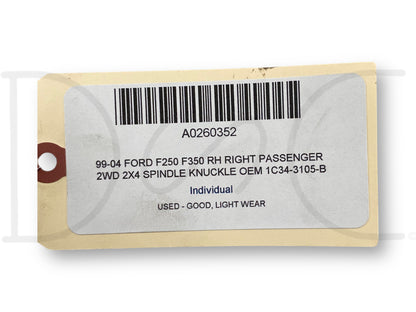 A0260352
99-04 FORD F250 F350 RH RIGHT PASSENGER
2WD 2X4 SPINDLE KNUCKLE OEM 1C34-3105-B
Individual
USED - GOOD, LIGHT WEAR